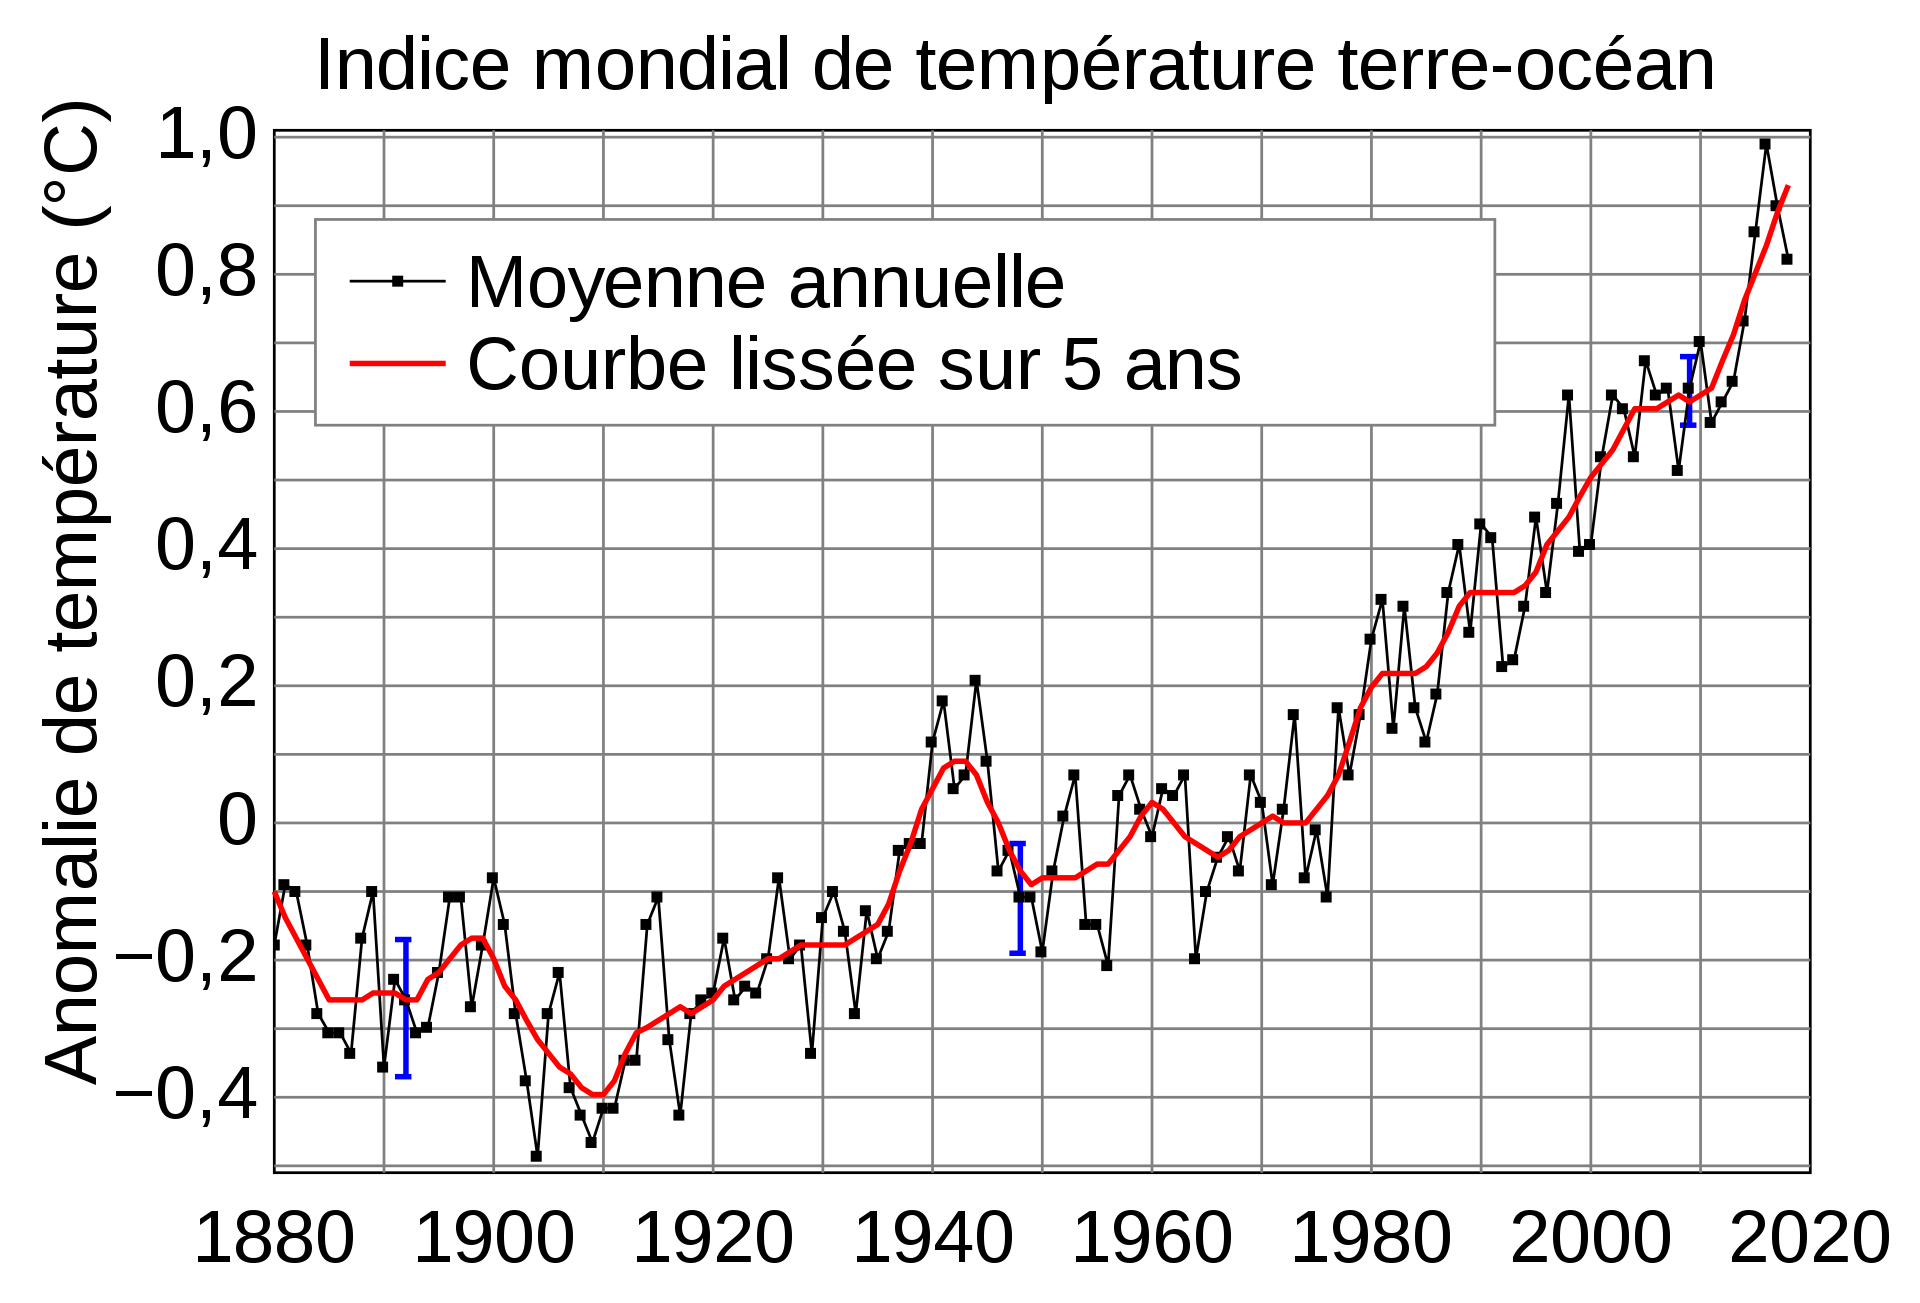 Indice mondial de température terre-océan
Anomalie de température (°C)
1,0
0,8
0,6
0,4
0,2
0
−0,2
−0,4
Moyenne annuelle
Courbe lissée sur 5 ans
1880 1900 1920 1940 1960 1980 2000 2020